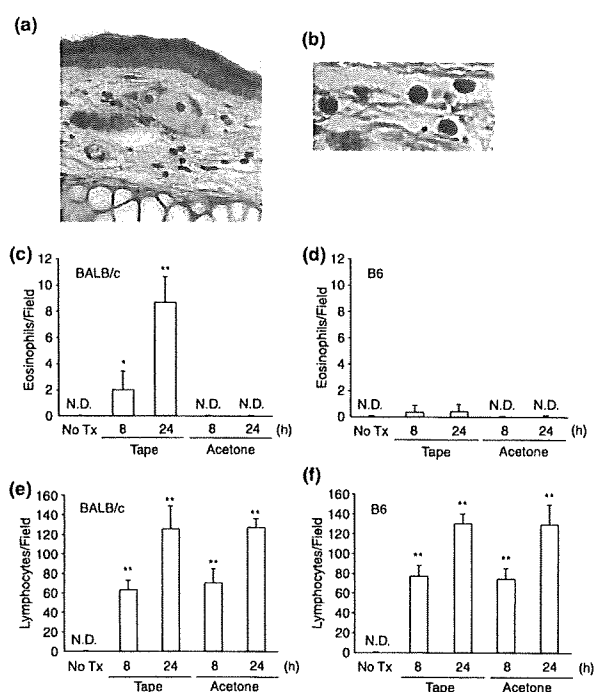 (a)
(b)
(c)
BALB/c
Eosinophils/Field
12
10
8
6
4
2
0
N.D.
*
**
N.D. N.D.
No Tx 8 24 8 24 (h)
Tape Acetone
(d)
B6
Eosinophils/Field
12
10
8
6
4
2
0
N.D.
N.D. N.D.
No Tx 8 24 8 24 (h)
Tape Acetone
(e)
BALB/c
Lymphocytes/Field
160
140
120
100
80
60
40
20
0
N.D.
**
**
**
**
No Tx 8 24 8 24 (h)
Tape Acetone
(f)
B6
Lymphocytes/Field
160
140
120
100
80
60
40
20
0
N.D.
**
**
**
**
No Tx 8 24 8 24 (h)
Tape Acetone